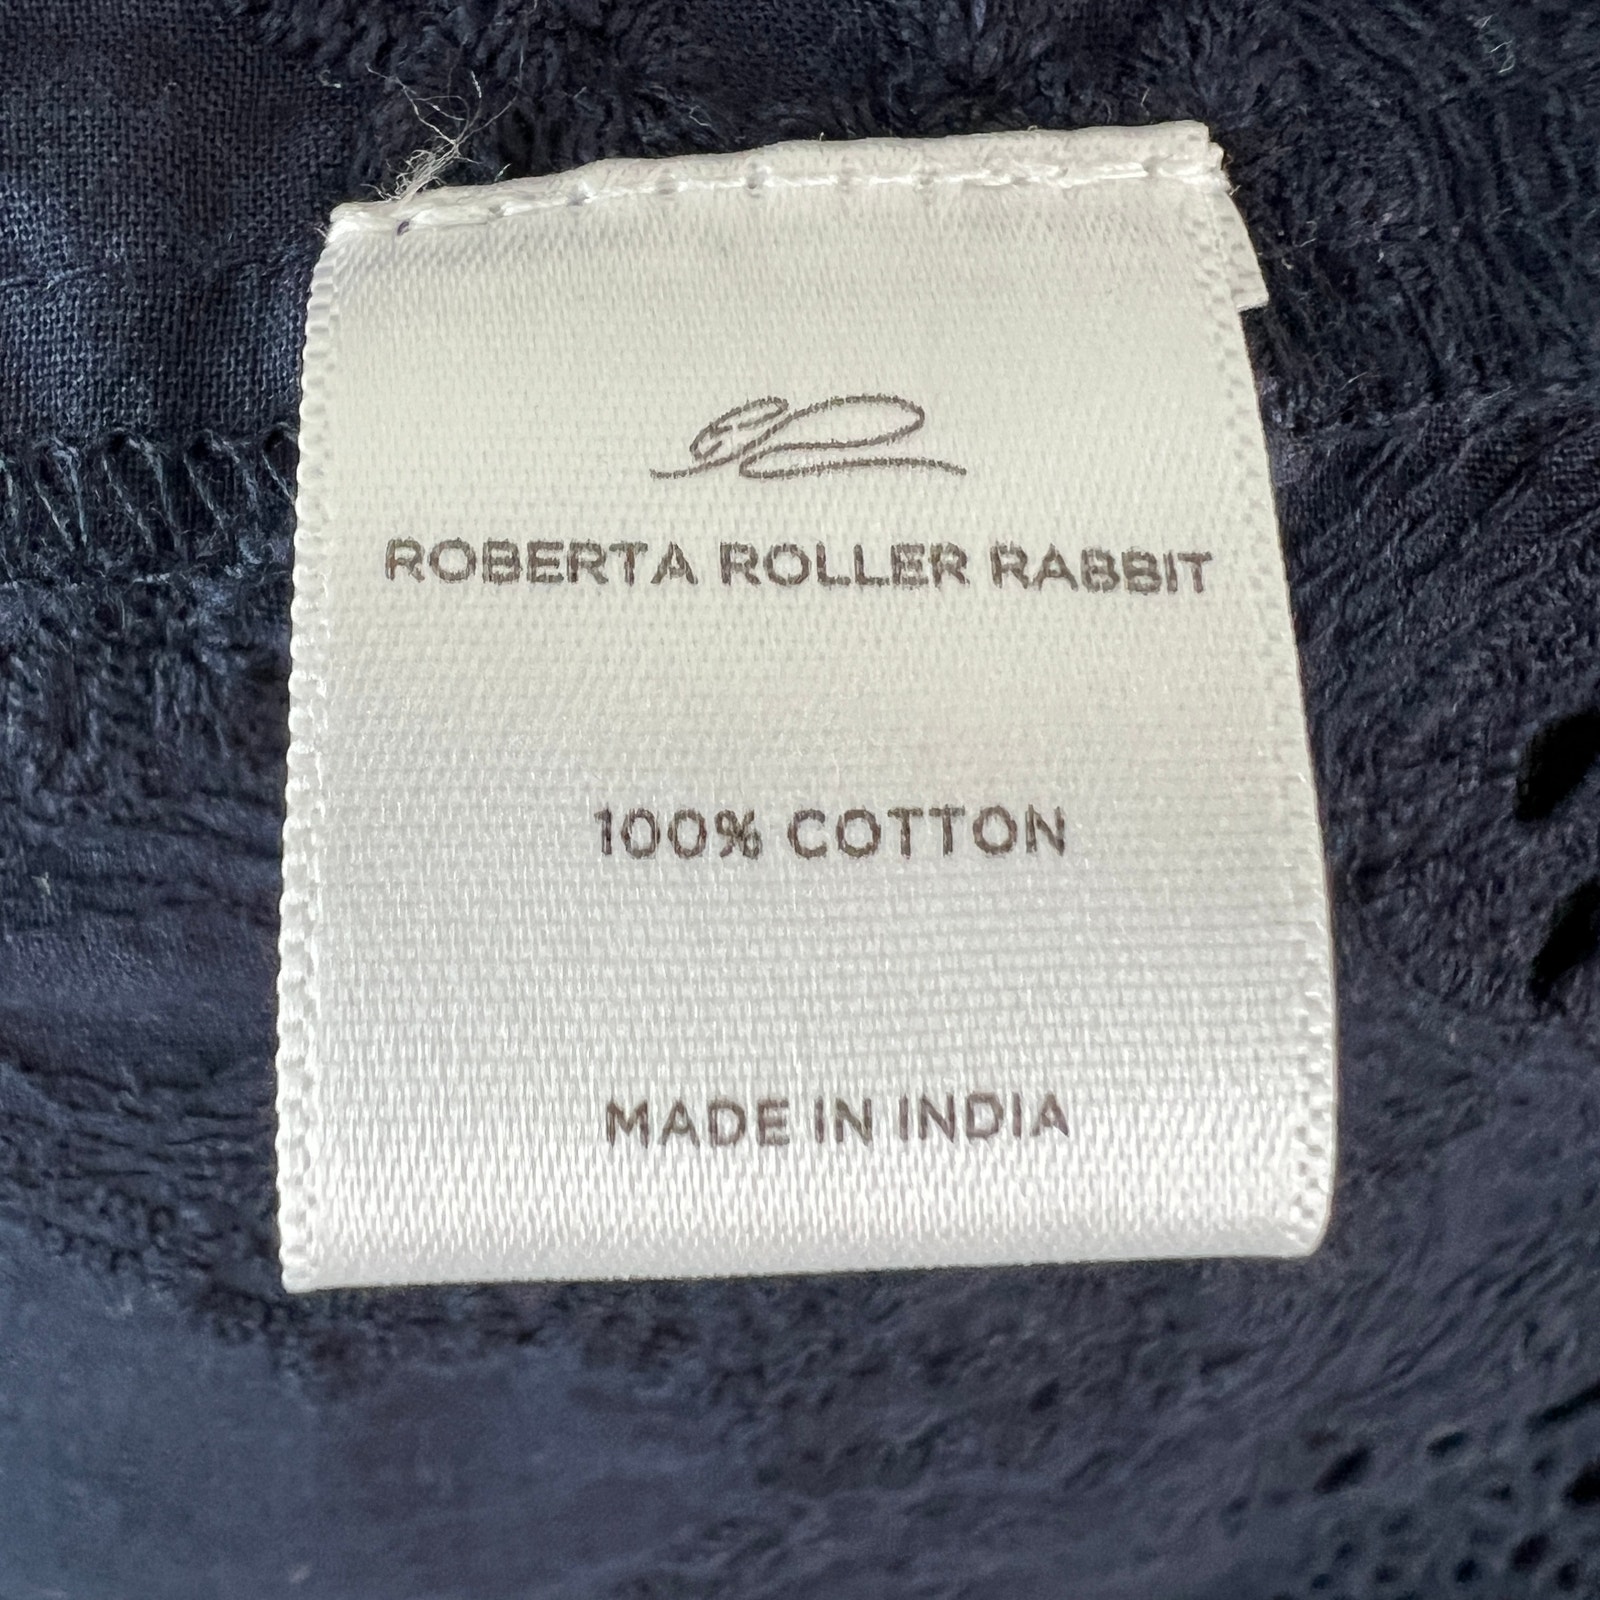 ROBERTA ROLLER RABBIT
100% COTTON
MADE IN INDIA